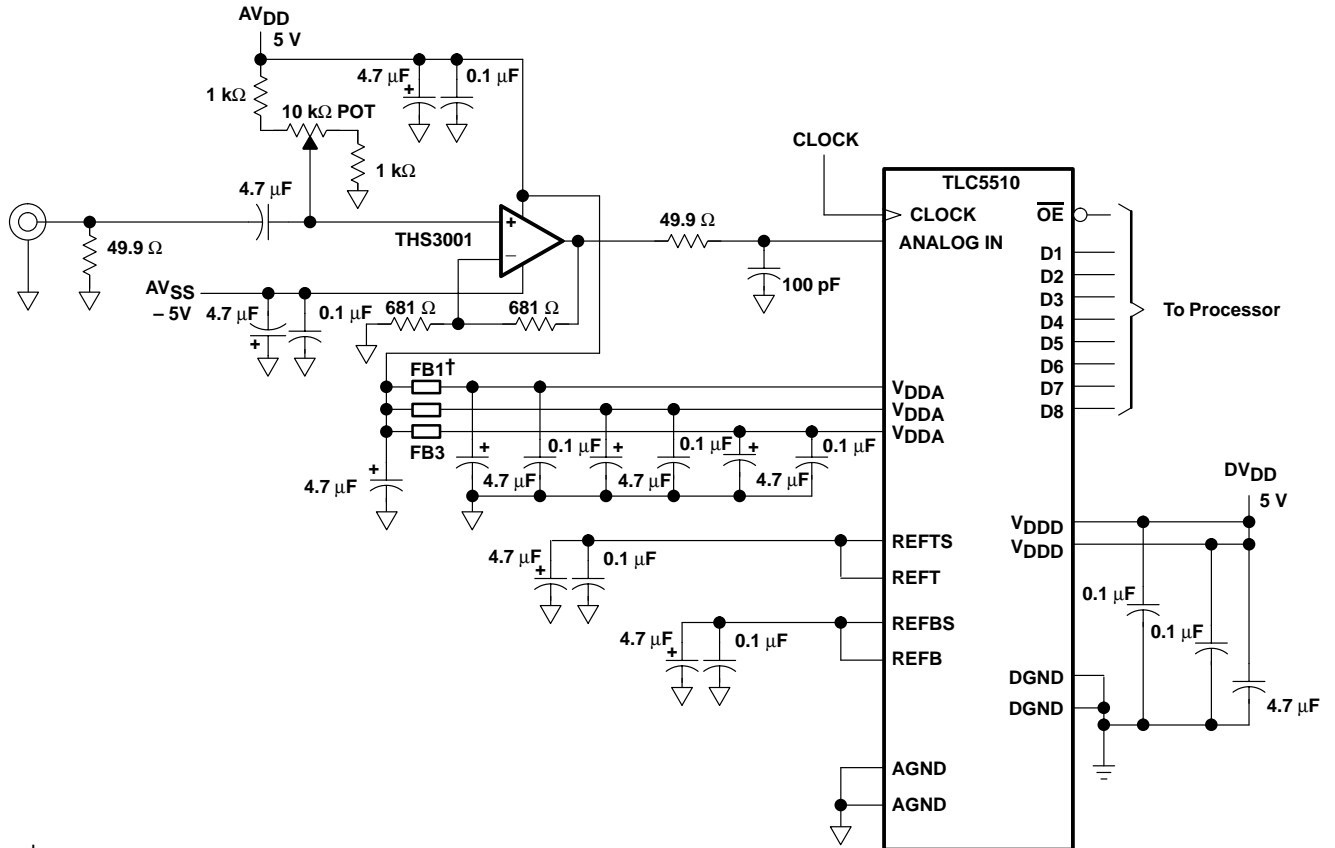 AVDD
5 V
4.7 μF
+
0.1 μF
1 kΩ
10 kΩ POT
1 kΩ
4.7 μF
49.9 Ω
+
−
THS3001
49.9 Ω
100 pF
AVSS
– 5V
4.7 μF
+
0.1 μF
681 Ω
681 Ω
CLOCK
TLC5510
CLOCK
ANALOG IN
OE
D1
D2
D3
D4
D5
D6
D7
D8
To Processor
FB1†
FB3
VDDA
VDDA
VDDA
4.7 μF
+
+
4.7 μF
0.1 μF
+
4.7 μF
0.1 μF
+
4.7 μF
0.1 μF
DVDD
5 V
VDDD
VDDD
0.1 μF
0.1 μF
4.7 μF
REFTS
REFT
4.7 μF
+
0.1 μF
REFBS
REFB
4.7 μF
+
0.1 μF
DGND
DGND
AGND
AGND